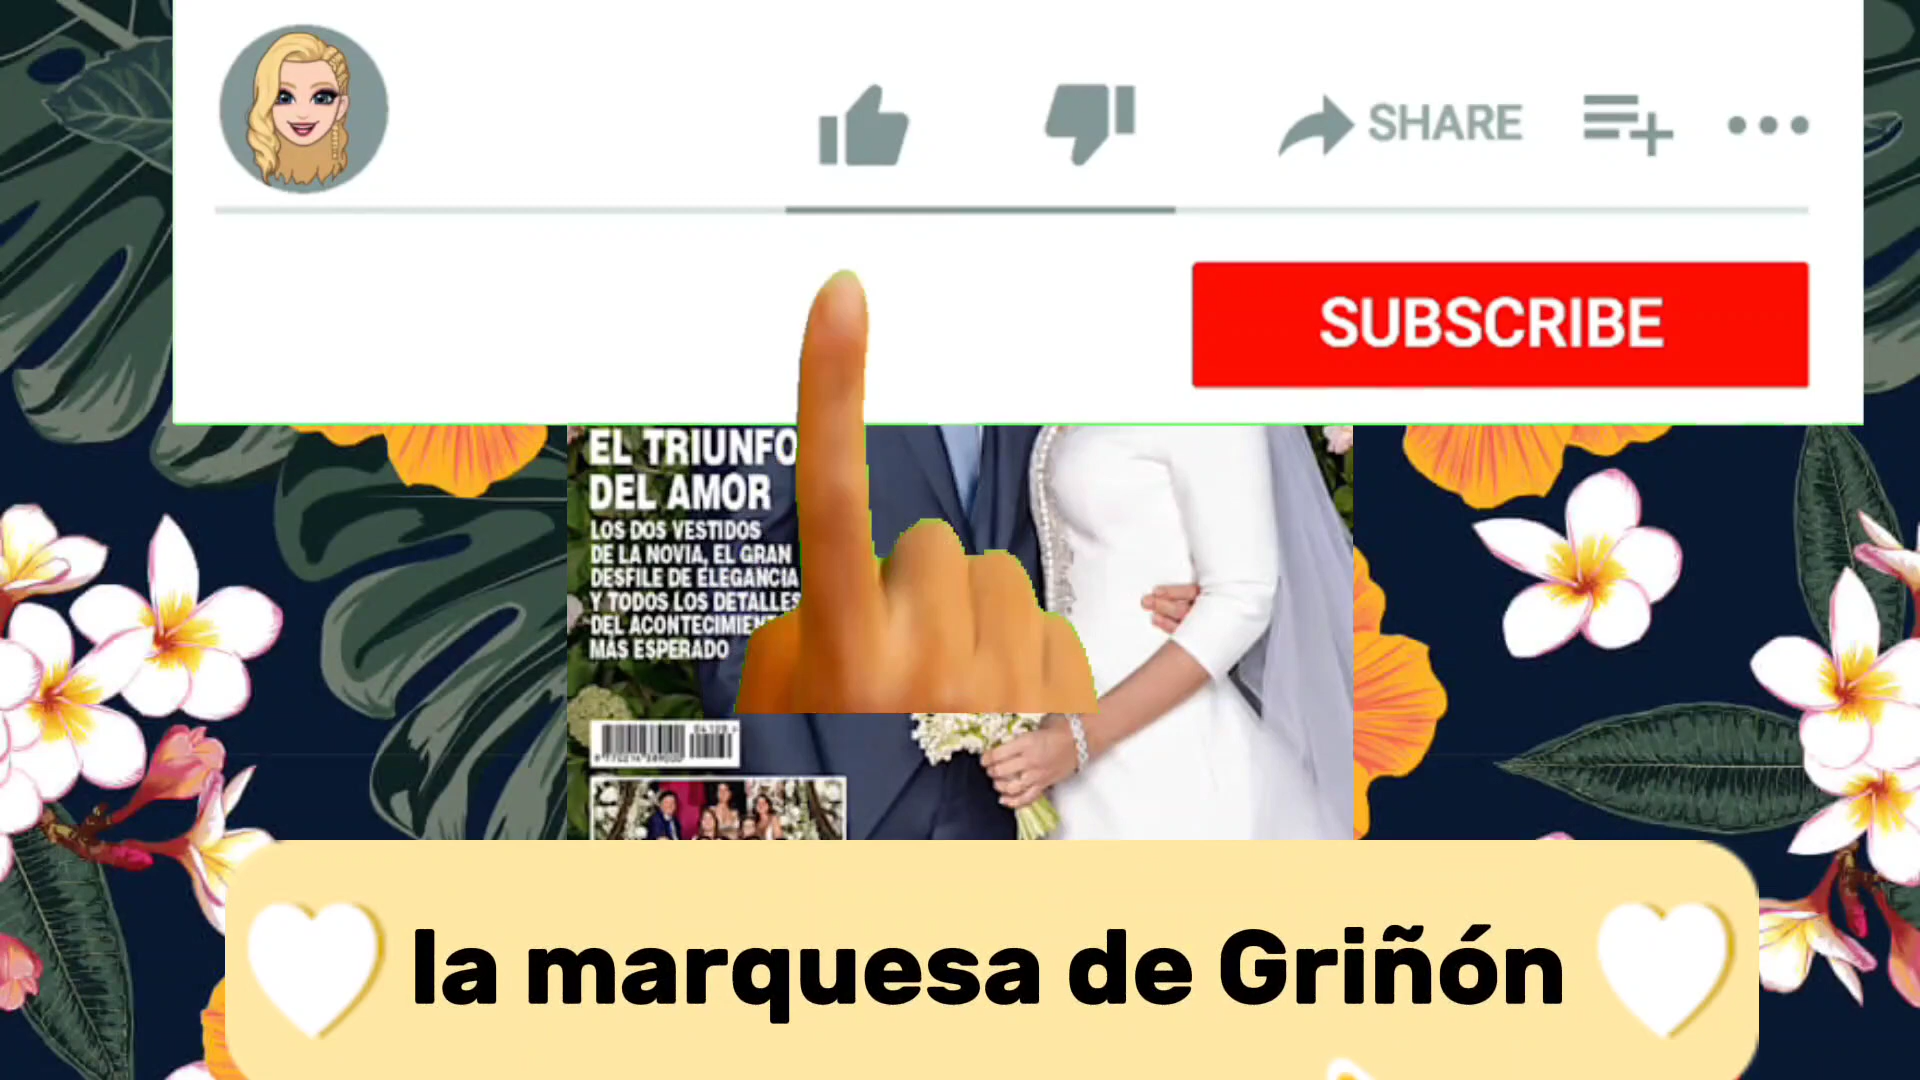 SHARE
SUBSCRIBE
EL TRIUNFO
DEL AMOR
LOS DOS VESTIDOS
DE LA NOVIA, EL GRAN
DESFILE DE ELEGANCIA
Y TODOS LOS DETALLES
DEL
MÁS ESPERADO
la marquesa de Griñón